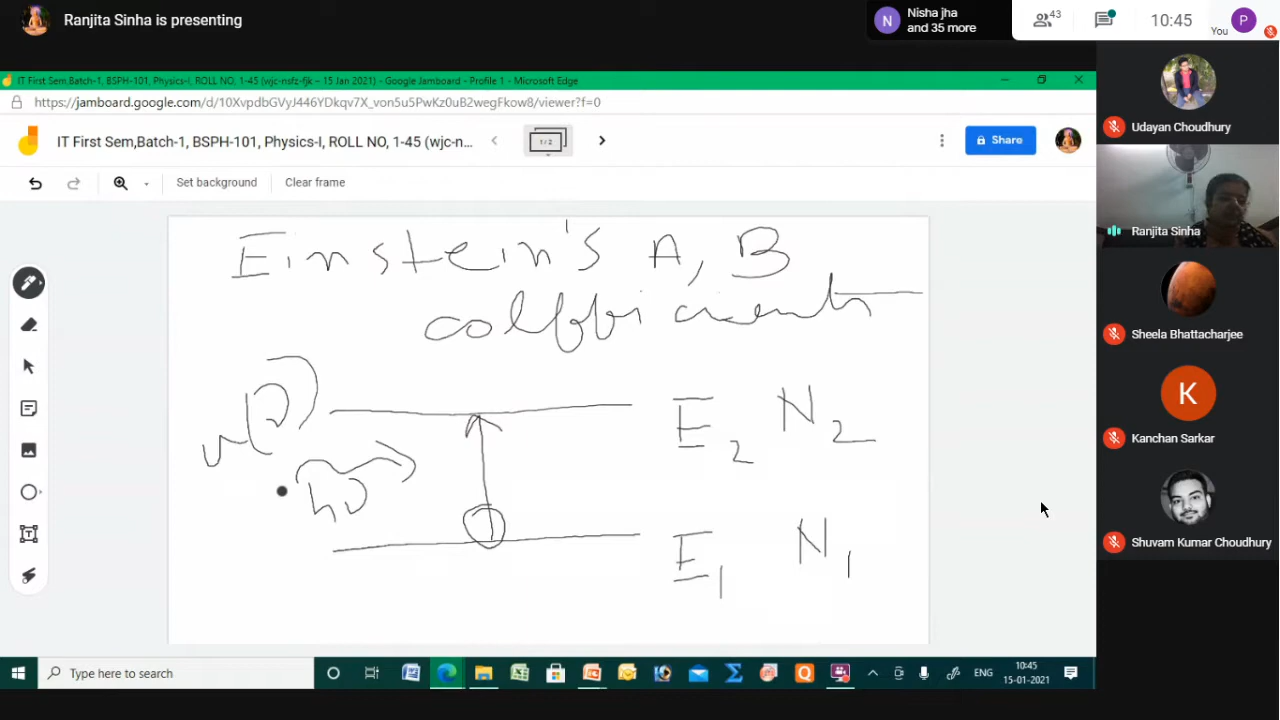 Ranjita Sinha is presenting
N Nisha jha
and 35 more
43
10:45
You P
IT First Sem,Batch-1, BSPH-101, Physics-I, ROLL NO, 1-45 (wjc-nsfz-fjk – 15 Jan 2021) - Google Jamboard - Profile 1 - Microsoft Edge
https://jamboard.google.com/d/10XvpdbGVyJ446YDkqv7X_von5u5PwKz0uB2wegFkow8/viewer?f=0
IT First Sem,Batch-1, BSPH-101, Physics-I, ROLL NO, 1-45 (wjc-n...
1/2
Share
Set background
Clear frame
Einstein's A, B
coefficients
u(ν)
E2 N2
hν
E1 N1
Udayan Choudhury
Ranjita Sinha
Sheela Bhattacharjee
K
Kanchan Sarkar
Shuvam Kumar Choudhury
Type here to search
ENG
10:45
15-01-2021